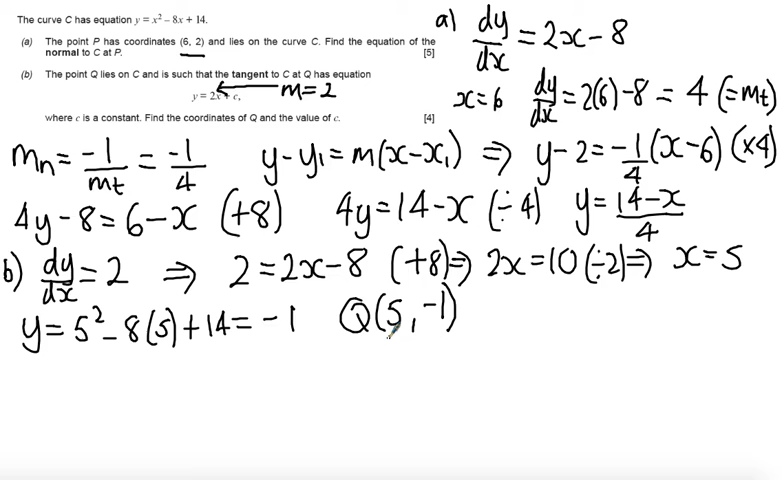 The curve C has equation y = x² − 8x + 14.
(a) The point P has coordinates (6, 2) and lies on the curve C. Find the equation of the
normal to C at P. [5]
(b) The point Q lies on C and is such that the tangent to C at Q has equation
y = 2x + c, m = 2
where c is a constant. Find the coordinates of Q and the value of c. [4]
a) dy/dx = 2x − 8
x = 6 dy/dx = 2(6) − 8 = 4 (= mt)
mn = −1/mt = −1/4 y − y₁ = m(x − x₁) ⇒ y − 2 = −1/4 (x − 6) (×4)
4y − 8 = 6 − x (+8) 4y = 14 − x (÷4) y = 14 − x/4
b) dy/dx = 2 ⇒ 2 = 2x − 8 (+8) ⇒ 2x = 10 (÷2) ⇒ x = 5
y = 5² − 8(5) + 14 = −1 Q(5, −1)